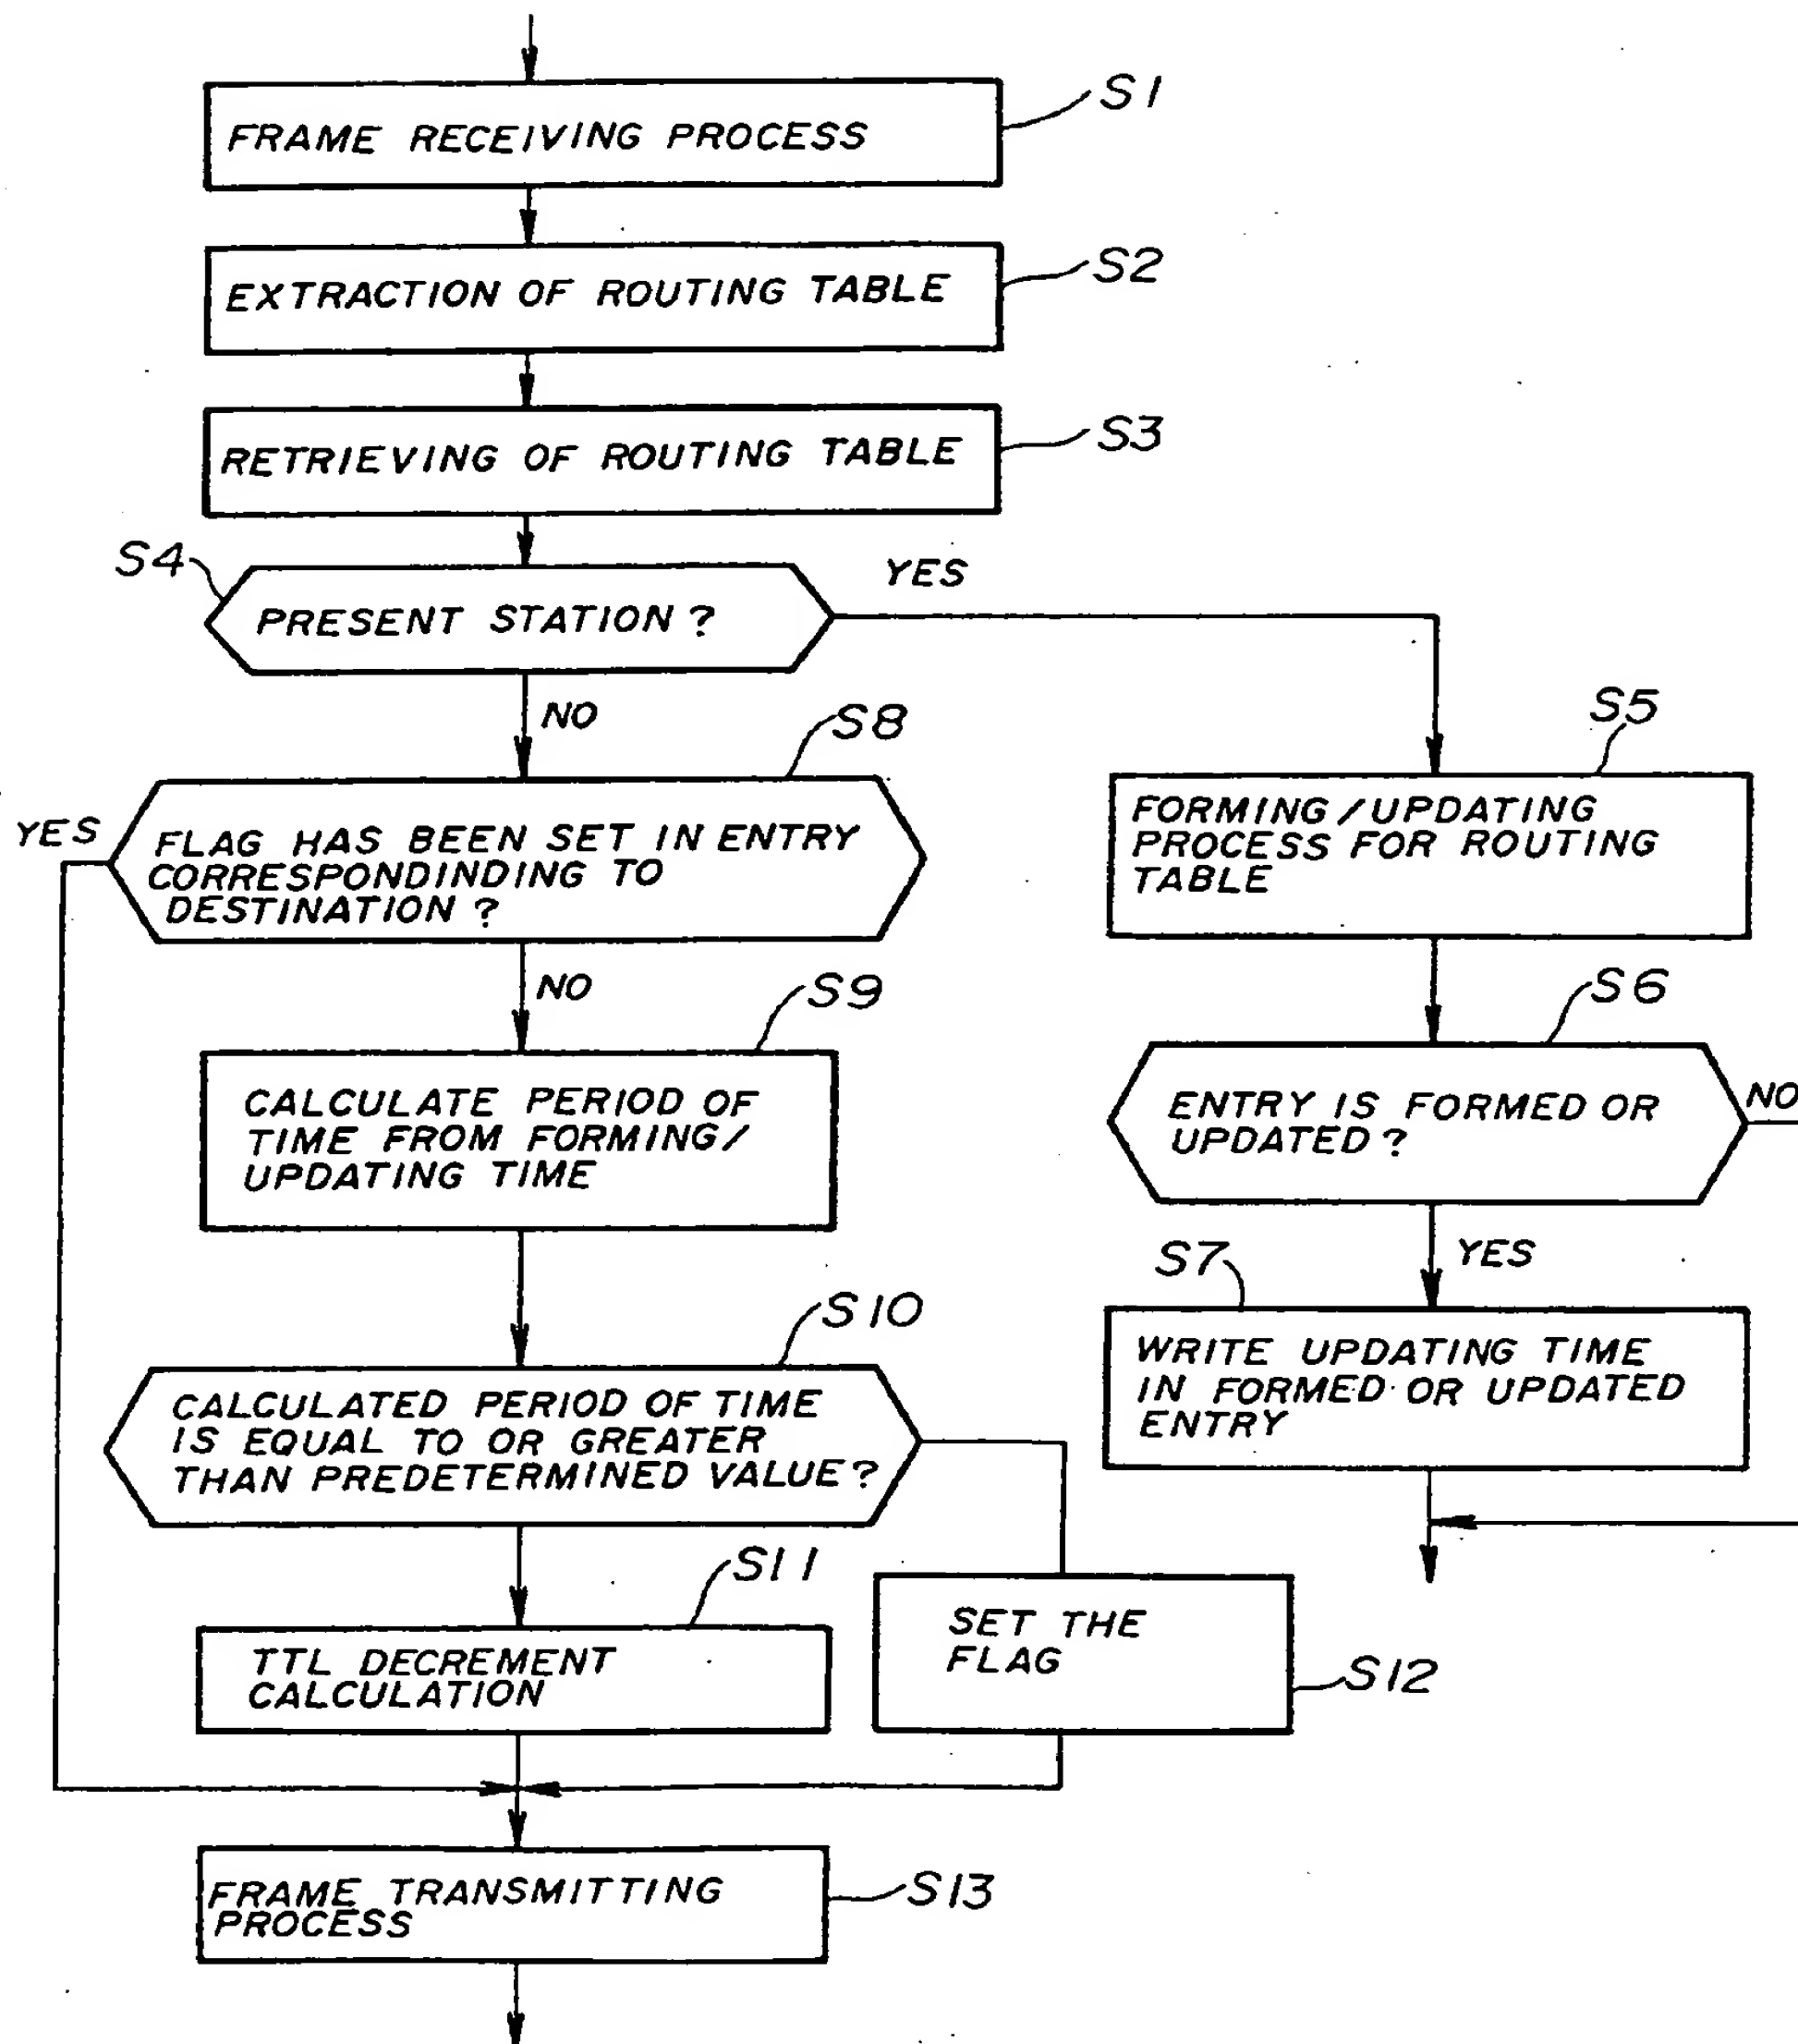 S1
FRAME RECEIVING PROCESS
S2
EXTRACTION OF ROUTING TABLE
S3
RETRIEVING OF ROUTING TABLE
S4
YES
PRESENT STATION?
NO
S8
S5
YES
FLAG HAS BEEN SET IN ENTRY
CORRESPONDINDING TO
DESTINATION?
FORMING/UPDATING
PROCESS FOR ROUTING
TABLE
NO
S9
S6
CALCULATE PERIOD OF
TIME FROM FORMING/
UPDATING TIME
ENTRY IS FORMED OR
UPDATED?
NO
YES
S7
S10
WRITE UPDATING TIME
IN FORMED OR UPDATED
ENTRY
CALCULATED PERIOD OF TIME
IS EQUAL TO OR GREATER
THAN PREDETERMINED VALUE?
S11
TTL DECREMENT
CALCULATION
SET THE
FLAG
S12
FRAME TRANSMITTING
PROCESS
S13